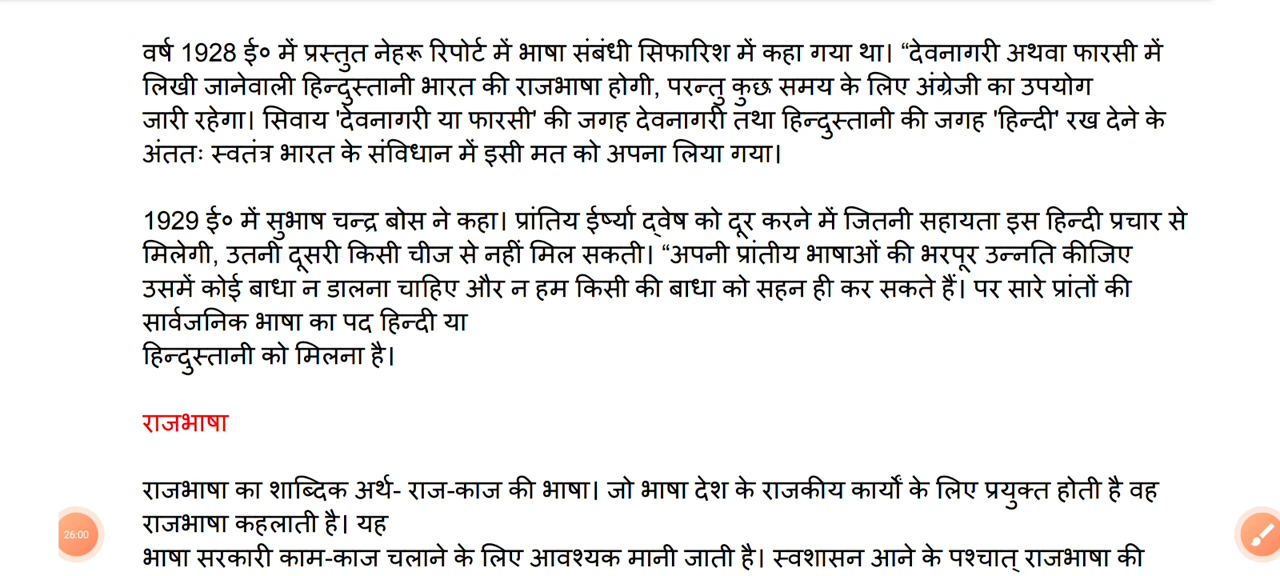 वर्ष 1928 ई० में प्रस्तुत नेहरू रिपोर्ट में भाषा संबंधी सिफारिश में कहा गया था। “देवनागरी अथवा फारसी में
लिखी जानेवाली हिन्दुस्तानी भारत की राजभाषा होगी, परन्तु कुछ समय के लिए अंग्रेजी का उपयोग
जारी रहेगा। सिवाय 'देवनागरी या फारसी' की जगह देवनागरी तथा हिन्दुस्तानी की जगह 'हिन्दी' रख देने के
अंततः स्वतंत्र भारत के संविधान में इसी मत को अपना लिया गया।
1929 ई० में सुभाष चन्द्र बोस ने कहा। प्रांतिय ईर्ष्या द्वेष को दूर करने में जितनी सहायता इस हिन्दी प्रचार से
मिलेगी, उतनी दूसरी किसी चीज से नहीं मिल सकती। “अपनी प्रांतीय भाषाओं की भरपूर उन्नति कीजिए
उसमें कोई बाधा न डालना चाहिए और न हम किसी की बाधा को सहन ही कर सकते हैं। पर सारे प्रांतों की
सार्वजनिक भाषा का पद हिन्दी या
हिन्दुस्तानी को मिलना है।
राजभाषा
राजभाषा का शाब्दिक अर्थ- राज-काज की भाषा। जो भाषा देश के राजकीय कार्यों के लिए प्रयुक्त होती है वह
राजभाषा कहलाती है। यह
26:00
भाषा सरकारी काम-काज चलाने के लिए आवश्यक मानी जाती है। स्वशासन आने के पश्चात् राजभाषा की